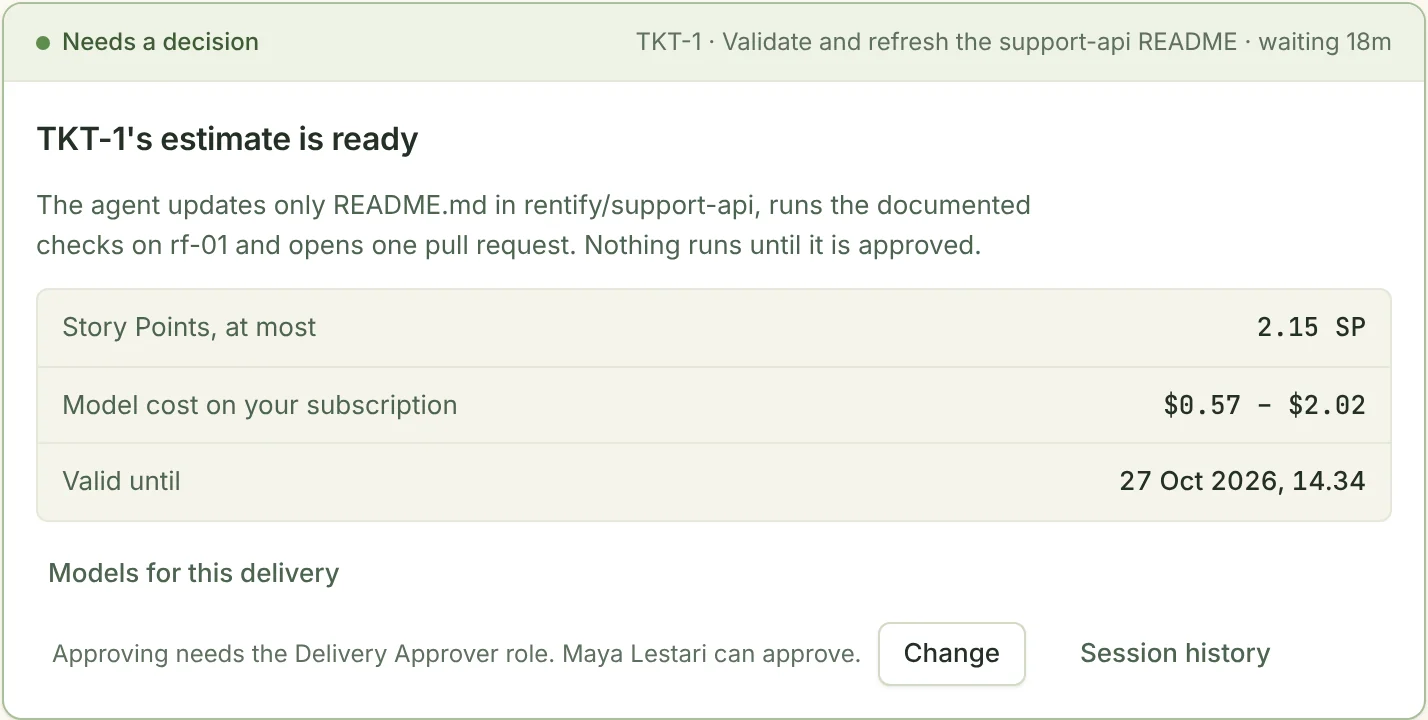 Needs a decision
TKT-1 · Validate and refresh the support-api README · waiting 18m
TKT-1's estimate is ready
The agent updates only README.md in rentify/support-api, runs the documented
checks on rf-01 and opens one pull request. Nothing runs until it is approved.
Story Points, at most
2.15 SP
Model cost on your subscription
$0.57 – $2.02
Valid until
27 Oct 2026, 14.34
Models for this delivery
Approving needs the Delivery Approver role. Maya Lestari can approve.
Change
Session history